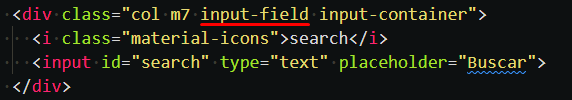 <div class="col m7 input-field input-container">
<i class="material-icons">search</i>
<input id="search" type="text" placeholder="Buscar">
</div>